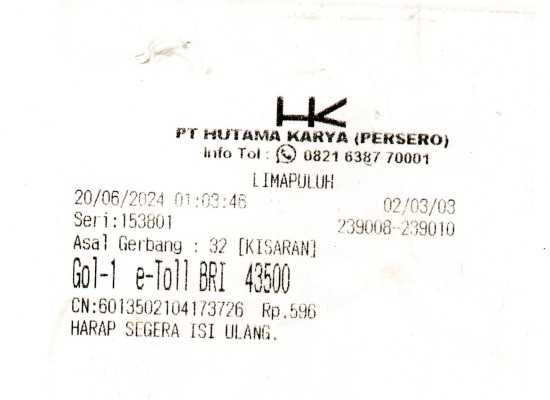 HK
PT HUTAMA KARYA (PERSERO)
Info Tol : 0821 6387 70001
LIMAPULUH
20/06/2024 01:03:46 02/03/03
Seri:153801 239008-239010
Asal Gerbang : 32 [KISARAN]
Gol-1 e-Toll BRI 43500
CN:6013502104173726 Rp.596
HARAP SEGERA ISI ULANG.